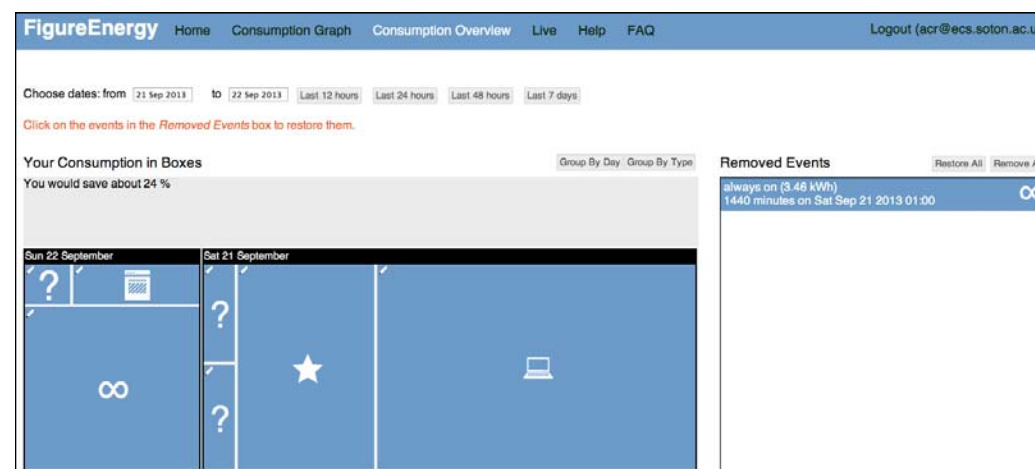 FigureEnergy Home Consumption Graph Consumption Overview Live Help FAQ Logout (acr@ecs.soton.ac.u
Choose dates: from 21 Sep 2013 to 22 Sep 2013 Last 12 hours Last 24 hours Last 48 hours Last 7 days
Click on the events in the Removed Events box to restore them.
Your Consumption in Boxes Group By Day Group By Type Removed Events Restore All Remove A
You would save about 24 %
always on (3.46 kWh)
1440 minutes on Sat Sep 21 2013 01:00
∞
Sun 22 September Sat 21 September
? ?
∞
?